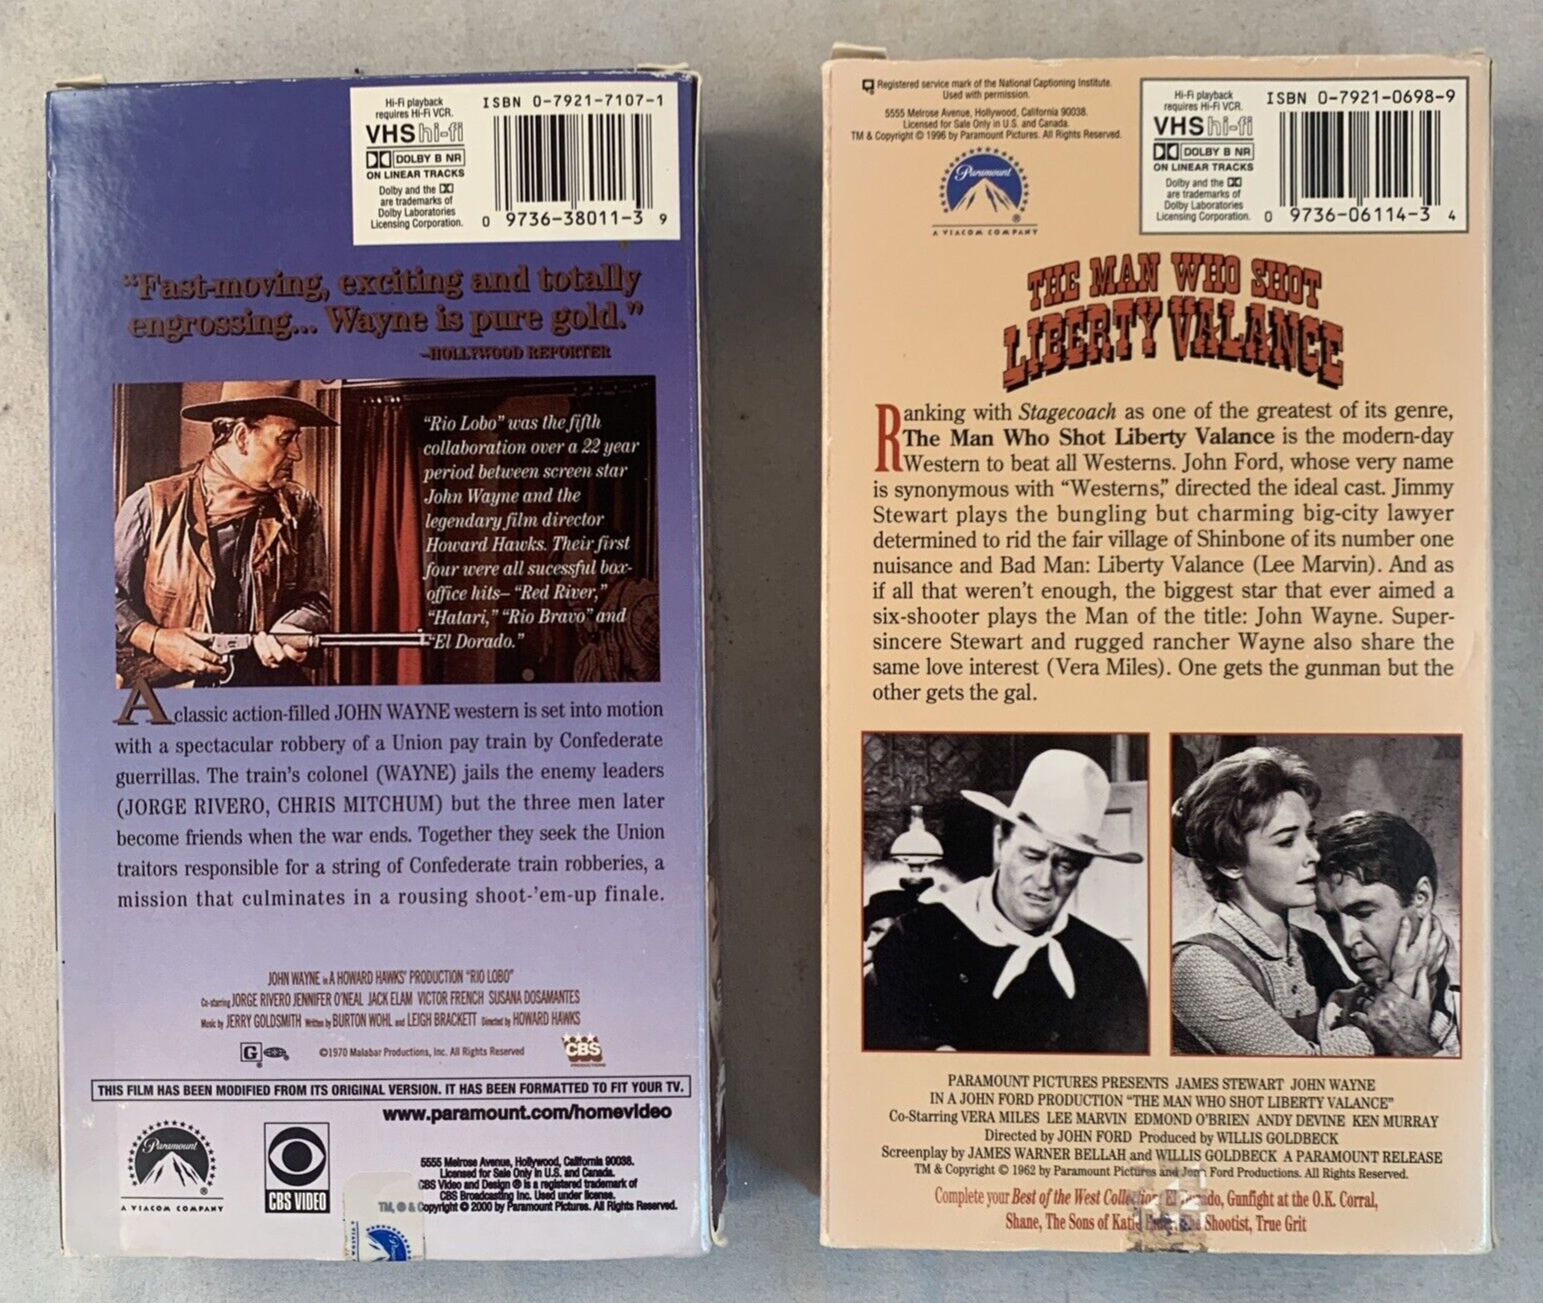 Hi-Fi playback
requires Hi-Fi VCR.
VHS hi-fi
DOLBY B NR
ON LINEAR TRACKS
Dolby and the
are trademarks of
Dolby Laboratories
Licensing Corporation.
ISBN 0-7921-7107-1
0 9736-38011-3 9
“Fast-moving, exciting and totally
engrossing... Wayne is pure gold.”
–HOLLYWOOD REPORTER
“Rio Lobo” was the fifth
collaboration over a 22 year
period between screen star
John Wayne and the
legendary film director
Howard Hawks. Their first
four were all sucessful box-
office hits– “Red River,”
“Hatari,” “Rio Bravo” and
“El Dorado.”
A classic action-filled JOHN WAYNE western is set into motion
with a spectacular robbery of a Union pay train by Confederate
guerrillas. The train's colonel (WAYNE) jails the enemy leaders
(JORGE RIVERO, CHRIS MITCHUM) but the three men later
become friends when the war ends. Together they seek the Union
traitors responsible for a string of Confederate train robberies, a
mission that culminates in a rousing shoot-'em-up finale.
JOHN WAYNE in A HOWARD HAWKS' PRODUCTION "RIO LOBO"
Co-starring JORGE RIVERO JENNIFER O'NEAL JACK ELAM VICTOR FRENCH SUSANA DOSAMANTES
Music by JERRY GOLDSMITH Written by BURTON WOHL and LEIGH BRACKETT Directed by HOWARD HAWKS
G ®
©1970 Malabar Productions, Inc. All Rights Reserved
CBS
PRODUCTIONS
THIS FILM HAS BEEN MODIFIED FROM ITS ORIGINAL VERSION. IT HAS BEEN FORMATTED TO FIT YOUR TV.
www.paramount.com/homevideo
Paramount
®
A VIACOM COMPANY
CBS VIDEO
5555 Melrose Avenue, Hollywood, California 90038.
Licensed for Sale Only in U.S. and Canada.
CBS Video and Design ® is a registered trademark of
CBS Broadcasting Inc. Used under license.
TM, ® & Copyright © 2000 by Paramount Pictures. All Rights Reserved.
Registered service mark of the National Captioning Institute.
Used with permission.
5555 Melrose Avenue, Hollywood, California 90038.
Licensed for Sale Only in U.S. and Canada.
TM & Copyright © 1996 by Paramount Pictures. All Rights Reserved.
Paramount
®
A VIACOM COMPANY
Hi-Fi playback
requires Hi-Fi VCR.
VHS hi-fi
DOLBY B NR
ON LINEAR TRACKS
Dolby and the
are trademarks of
Dolby Laboratories
Licensing Corporation.
ISBN 0-7921-0698-9
0 9736-06114-3 4
THE MAN WHO SHOT
LIBERTY VALANCE
Ranking with Stagecoach as one of the greatest of its genre,
The Man Who Shot Liberty Valance is the modern-day
Western to beat all Westerns. John Ford, whose very name
is synonymous with “Westerns,” directed the ideal cast. Jimmy
Stewart plays the bungling but charming big-city lawyer
determined to rid the fair village of Shinbone of its number one
nuisance and Bad Man: Liberty Valance (Lee Marvin). And as
if all that weren't enough, the biggest star that ever aimed a
six-shooter plays the Man of the title: John Wayne. Super-
sincere Stewart and rugged rancher Wayne also share the
same love interest (Vera Miles). One gets the gunman but the
other gets the gal.
PARAMOUNT PICTURES PRESENTS JAMES STEWART JOHN WAYNE
IN A JOHN FORD PRODUCTION “THE MAN WHO SHOT LIBERTY VALANCE”
Co-Starring VERA MILES LEE MARVIN EDMOND O'BRIEN ANDY DEVINE KEN MURRAY
Directed by JOHN FORD Produced by WILLIS GOLDBECK
Screenplay by JAMES WARNER BELLAH and WILLIS GOLDBECK A PARAMOUNT RELEASE
TM & Copyright © 1962 by Paramount Pictures and John Ford Productions. All Rights Reserved.
Complete your Best of the West Collection: El Dorado, Gunfight at the O.K. Corral,
Shane, The Sons of Katie Elder, The Shootist, True Grit